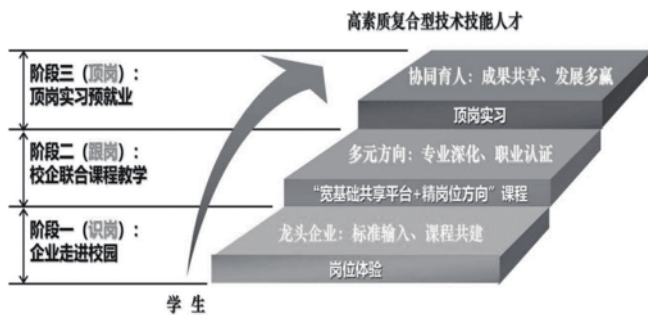 高素质复合型技术技能人才
阶段三（顶岗）：
顶岗实习预就业
协同育人：成果共享、发展多赢
顶岗实习
阶段二（跟岗）：
校企联合课程教学
多元方向：专业深化、职业认证
“宽基础共享平台+精岗位方向”课程
阶段一（识岗）：
企业走进校园
龙头企业：标准输入、课程共建
岗位体验
学 生